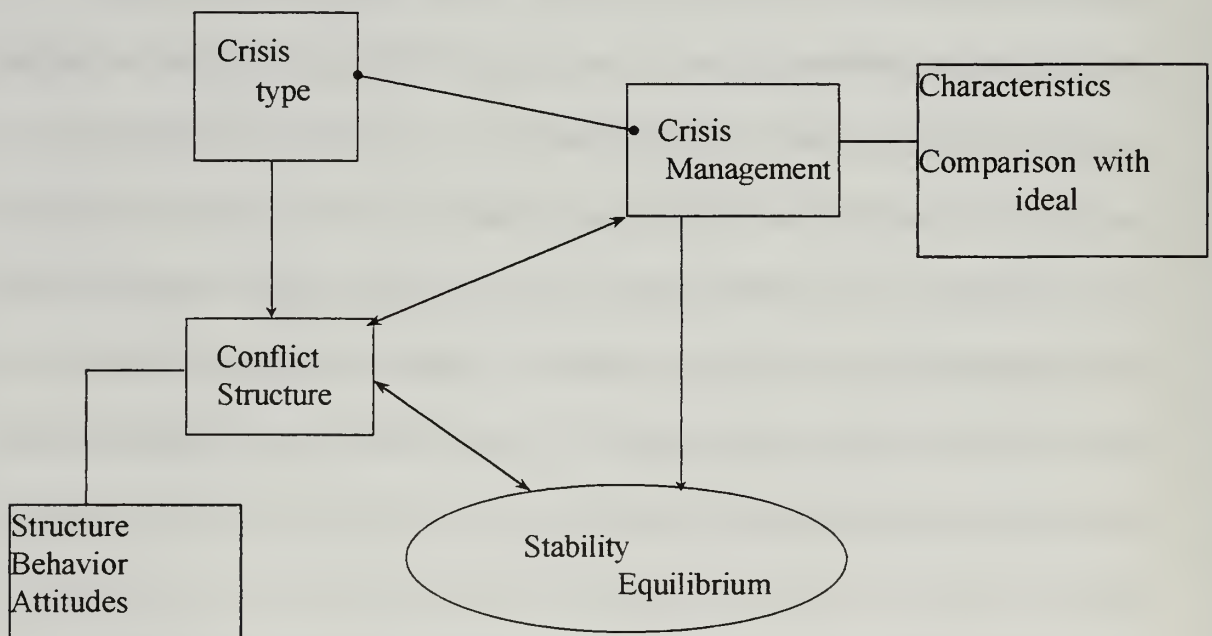 Crisis
type
Crisis
Management
Characteristics
Comparison with
ideal
Conflict
Structure
Structure
Behavior
Attitudes
Stability
Equilibrium